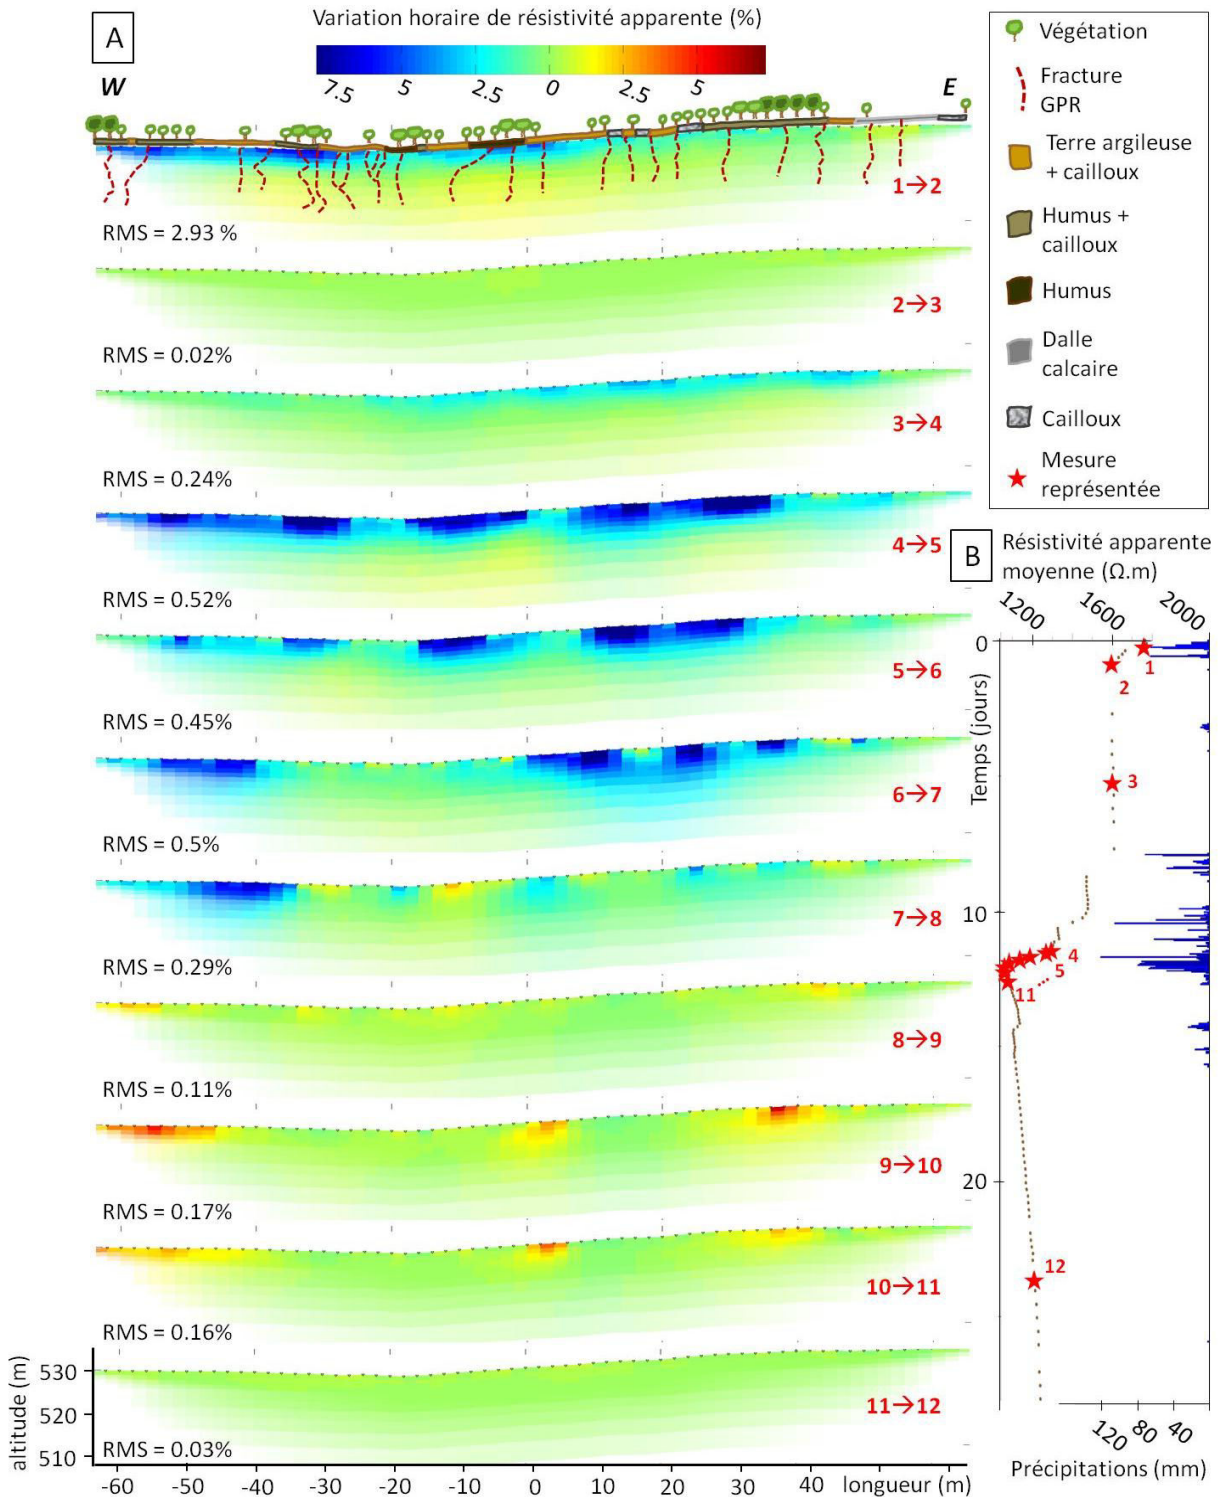 A
Variation horaire de résistivité apparente (%)
7.5 5 2.5 0 2.5 5
W
E
1→2
RMS = 2.93 %
2→3
RMS = 0.02%
3→4
RMS = 0.24%
4→5
RMS = 0.52%
5→6
RMS = 0.45%
6→7
RMS = 0.5%
7→8
RMS = 0.29%
8→9
RMS = 0.11%
9→10
RMS = 0.17%
10→11
RMS = 0.16%
11→12
RMS = 0.03%
altitude (m)
530
520
510
-60 -50 -40 -30 -20 -10 0 10 20 30 40 longueur (m)
Végétation
Fracture
GPR
Terre argileuse
+ cailloux
Humus +
cailloux
Humus
Dalle
calcaire
Cailloux
Mesure
représentée
B
Résistivité apparente
moyenne (Ω.m)
1200 1600 2000
Temps (jours)
0
10
20
1
2
3
4
5
11
12
120 80 40
Précipitations (mm)